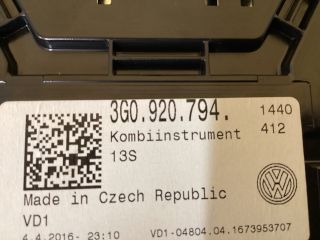 3G0.920.794. 1440
Kombiinstrument 412
13S
Made in Czech Republic
VD1
4.4.2016- 23:10 VD1-04804.04.1673953707